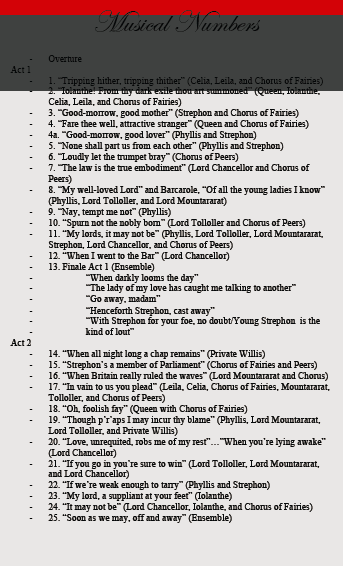 Musical Numbers
- Overture
Act 1
- 1. “Tripping hither, tripping thither” (Celia, Leila, and Chorus of Fairies)
- 2. “Iolanthe! From thy dark exile thou art summoned” (Queen, Iolanthe,
Celia, Leila, and Chorus of Fairies)
- 3. “Good-morrow, good mother” (Strephon and Chorus of Fairies)
- 4. “Fare thee well, attractive stranger” (Queen and Chorus of Fairies)
- 4a. “Good-morrow, good lover” (Phyllis and Strephon)
- 5. “None shall part us from each other” (Phyllis and Strephon)
- 6. “Loudly let the trumpet bray” (Chorus of Peers)
- 7. “The law is the true embodiment” (Lord Chancellor and Chorus of
Peers)
- 8. “My well-loved Lord” and Barcarole, “Of all the young ladies I know”
(Phyllis, Lord Tolloller, and Lord Mountararat)
- 9. “Nay, tempt me not” (Phyllis)
- 10. “Spurn not the nobly born” (Lord Tolloller and Chorus of Peers)
- 11. “My lords, it may not be” (Phyllis, Lord Tolloller, Lord Mountararat,
Strephon, Lord Chancellor, and Chorus of Peers)
- 12. “When I went to the Bar” (Lord Chancellor)
- 13. Finale Act 1 (Ensemble)
- “When darkly looms the day”
- “The lady of my love has caught me talking to another”
- “Go away, madam”
- “Henceforth Strephon, cast away”
- “With Strephon for your foe, no doubt/Young Strephon is the
- kind of lout”
Act 2
- 14. “When all night long a chap remains” (Private Willis)
- 15. “Strephon’s a member of Parliament” (Chorus of Fairies and Peers)
- 16. “When Britain really ruled the waves” (Lord Mountararat and Chorus)
- 17. “In vain to us you plead” (Leila, Celia, Chorus of Fairies, Mountararat,
Tolloller, and Chorus of Peers)
- 18. “Oh, foolish fay” (Queen with Chorus of Fairies)
- 19. “Though p’r’aps I may incur thy blame” (Phyllis, Lord Mountararat,
Lord Tolloller, and Private Willis)
- 20. “Love, unrequited, robs me of my rest”…”When you’re lying awake”
(Lord Chancellor)
- 21. “If you go in you’re sure to win” (Lord Tolloller, Lord Mountararat,
and Lord Chancellor)
- 22. “If we’re weak enough to tarry” (Phyllis and Strephon)
- 23. “My lord, a suppliant at your feet” (Iolanthe)
- 24. “It may not be” (Lord Chancellor, Iolanthe, and Chorus of Fairies)
- 25. “Soon as we may, off and away” (Ensemble)